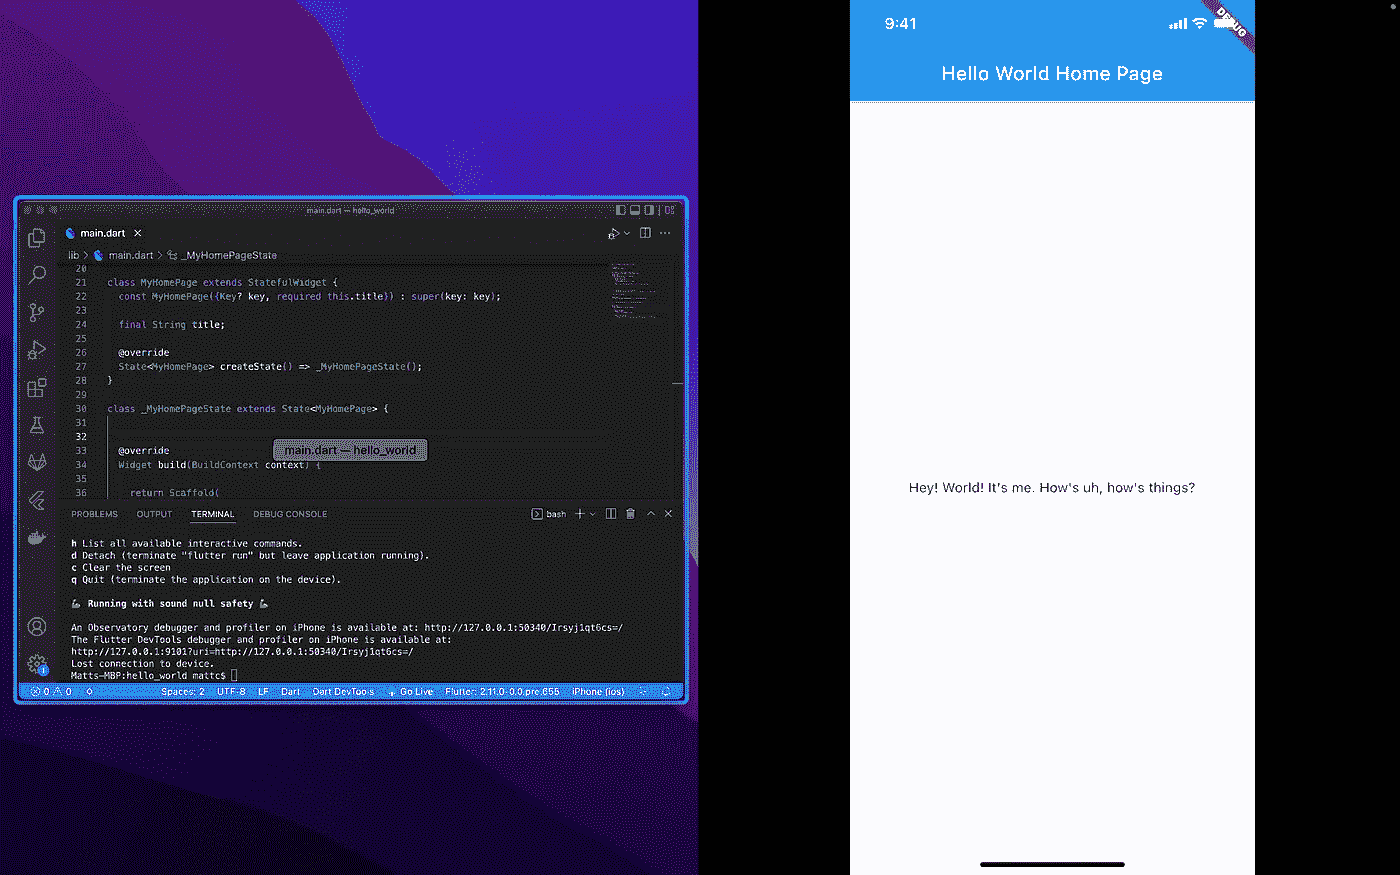 main.dart — hello_world
main.dart
lib > main.dart > _MyHomePageState
20
21 class MyHomePage extends StatefulWidget {
22 const MyHomePage({Key? key, required this.title}) : super(key: key);
23
24 final String title;
25
26 @override
27 State<MyHomePage> createState() => _MyHomePageState();
28 }
29
30 class _MyHomePageState extends State<MyHomePage> {
31
32
33 @override
34 Widget build(BuildContext context) {
35
36 return Scaffold(
main.dart — hello_world
PROBLEMS OUTPUT TERMINAL DEBUG CONSOLE bash
h List all available interactive commands.
d Detach (terminate "flutter run" but leave application running).
c Clear the screen
q Quit (terminate the application on the device).
Running with sound null safety
An Observatory debugger and profiler on iPhone is available at: http://127.0.0.1:50340/Irsyj1qt6cs=/
The Flutter DevTools debugger and profiler on iPhone is available at:
http://127.0.0.1:9101?uri=http://127.0.0.1:50340/Irsyj1qt6cs=/
Lost connection to device.
Matts-MBP:hello_world mattc$
0 0 Spaces: 2 UTF-8 LF Dart Dart DevTools Go Live Flutter: 2.11.0-0.0.pre.655 iPhone (ios)
9:41
DEBUG
Hello World Home Page
Hey! World! It's me. How's uh, how's things?